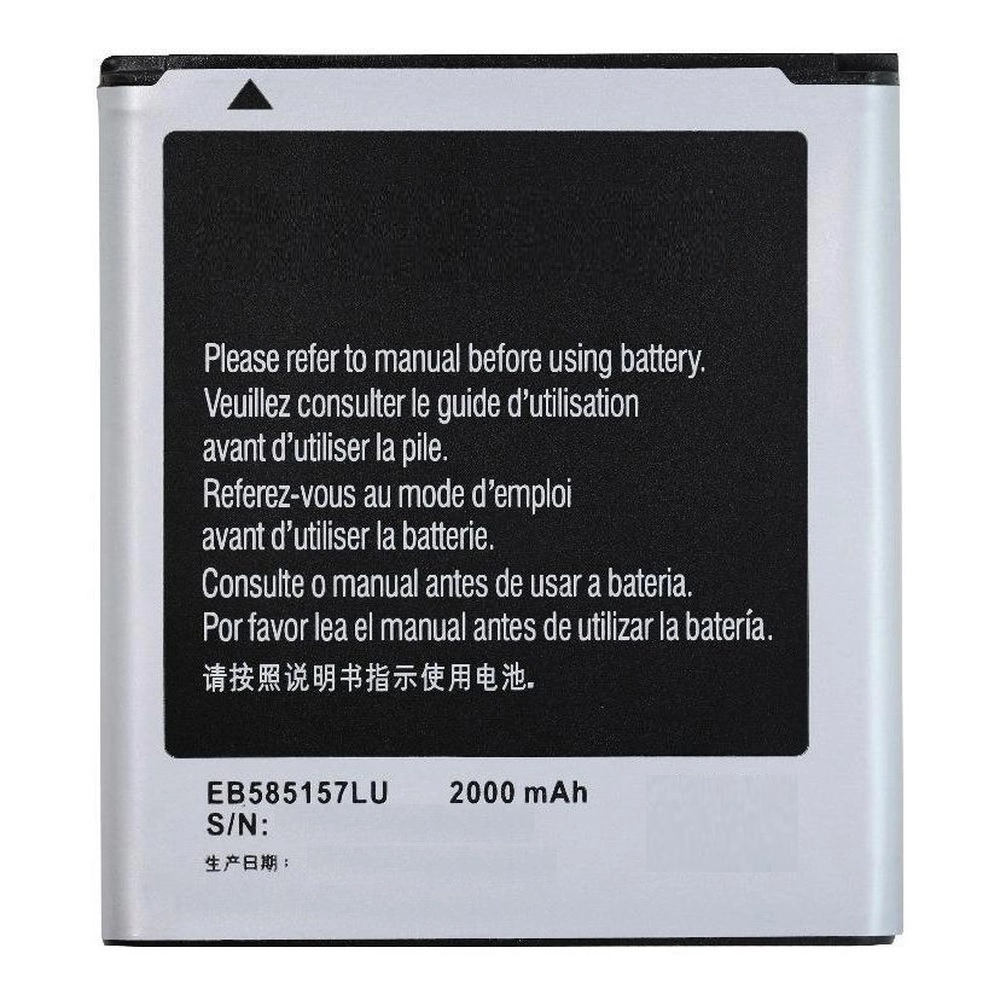 Please refer to manual before using battery.
Veuillez consulter le guide d'utilisation
avant d'utiliser la pile.
Referez-vous au mode d'emploi
avant d'utiliser la batterie.
Consulte o manual antes de usar a bateria.
Por favor lea el manual antes de utilizar la batería.
请按照说明书指示使用电池.
EB585157LU 2000 mAh
S/N:
生产日期：